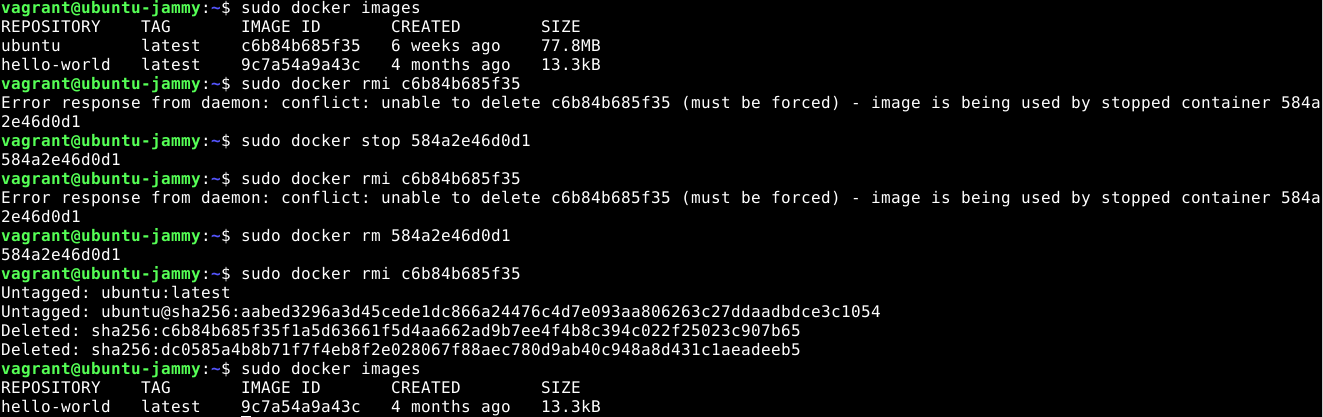 vagrant@ubuntu-jammy:~$ sudo docker images
REPOSITORY    TAG       IMAGE ID       CREATED        SIZE
ubuntu        latest    c6b84b685f35   6 weeks ago    77.8MB
hello-world   latest    9c7a54a9a43c   4 months ago   13.3kB
vagrant@ubuntu-jammy:~$ sudo docker rmi c6b84b685f35
Error response from daemon: conflict: unable to delete c6b84b685f35 (must be forced) - image is being used by stopped container 584a
2e46d0d1
vagrant@ubuntu-jammy:~$ sudo docker stop 584a2e46d0d1
584a2e46d0d1
vagrant@ubuntu-jammy:~$ sudo docker rmi c6b84b685f35
Error response from daemon: conflict: unable to delete c6b84b685f35 (must be forced) - image is being used by stopped container 584a
2e46d0d1
vagrant@ubuntu-jammy:~$ sudo docker rm 584a2e46d0d1
584a2e46d0d1
vagrant@ubuntu-jammy:~$ sudo docker rmi c6b84b685f35
Untagged: ubuntu:latest
Untagged: ubuntu@sha256:aabed3296a3d45cede1dc866a24476c4d7e093aa806263c27ddaadbdce3c1054
Deleted: sha256:c6b84b685f35f1a5d63661f5d4aa662ad9b7ee4f4b8c394c022f25023c907b65
Deleted: sha256:dc0585a4b8b71f7f4eb8f2e028067f88aec780d9ab40c948a8d431c1aeadeeb5
vagrant@ubuntu-jammy:~$ sudo docker images
REPOSITORY    TAG       IMAGE ID       CREATED        SIZE
hello-world   latest    9c7a54a9a43c   4 months ago   13.3kB